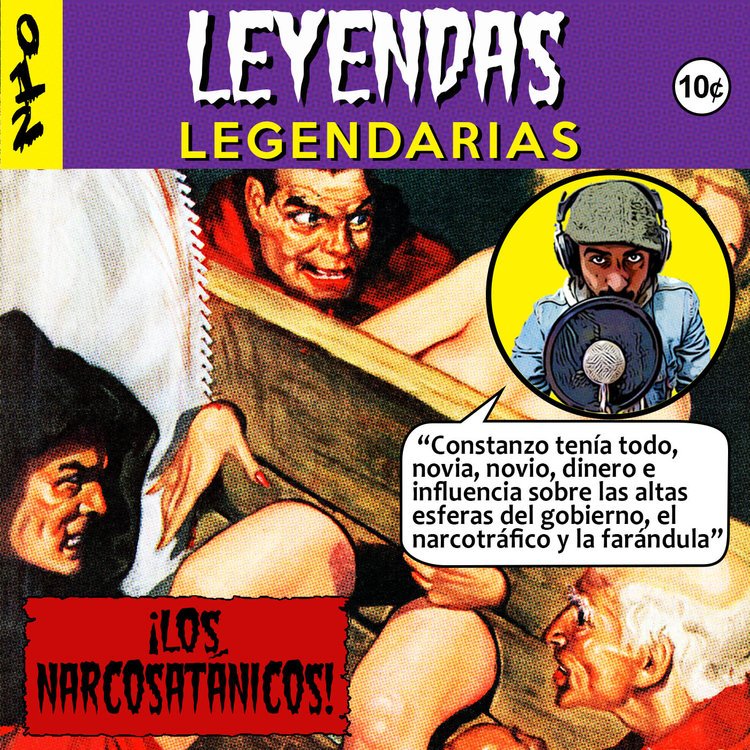 OHN
LEYENDAS
LEGENDARIAS
10¢
“Constanzo tenía todo,
novia, novio, dinero e
influencia sobre las altas
esferas del gobierno, el
narcotráfico y la farándula”
¡LOS
NARCOSATÁNICOS!